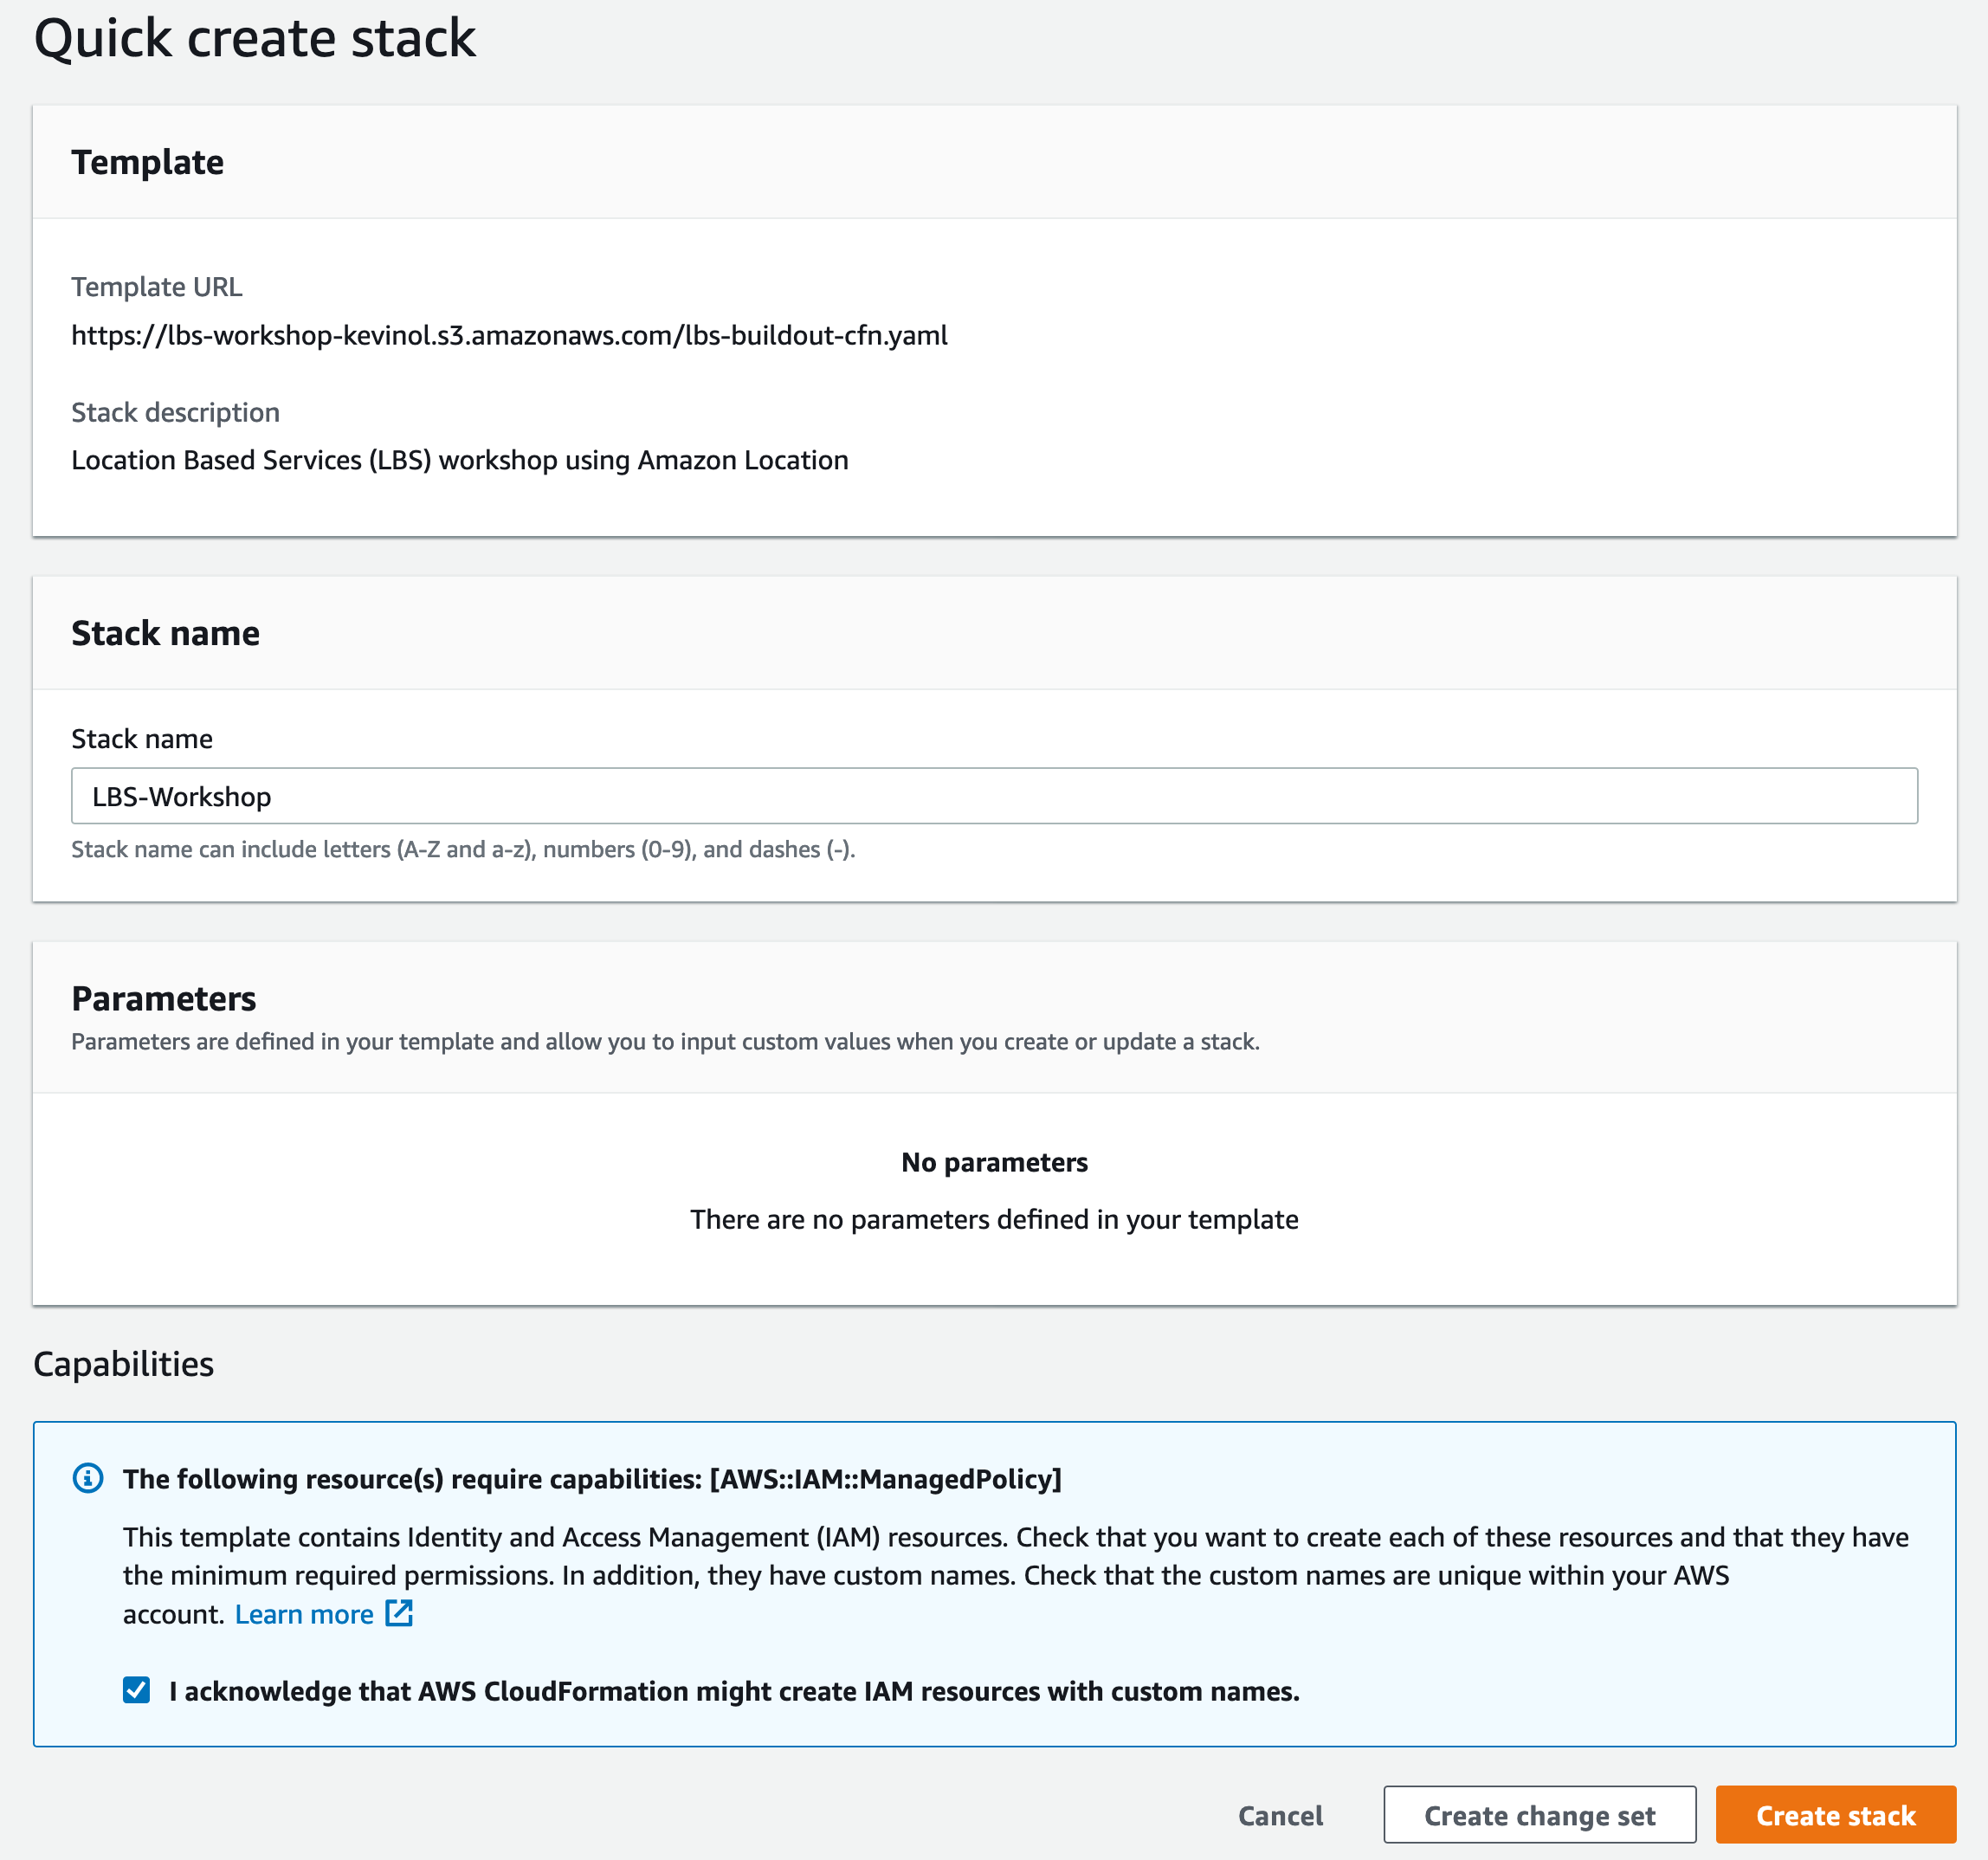 Quick create stack
Template
Template URL
https://lbs-workshop-kevinol.s3.amazonaws.com/lbs-buildout-cfn.yaml
Stack description
Location Based Services (LBS) workshop using Amazon Location
Stack name
Stack name
LBS-Workshop
Stack name can include letters (A-Z and a-z), numbers (0-9), and dashes (-).
Parameters
Parameters are defined in your template and allow you to input custom values when you create or update a stack.
No parameters
There are no parameters defined in your template
Capabilities
The following resource(s) require capabilities: [AWS::IAM::ManagedPolicy]
This template contains Identity and Access Management (IAM) resources. Check that you want to create each of these resources and that they have
the minimum required permissions. In addition, they have custom names. Check that the custom names are unique within your AWS
account. Learn more
I acknowledge that AWS CloudFormation might create IAM resources with custom names.
Cancel
Create change set
Create stack